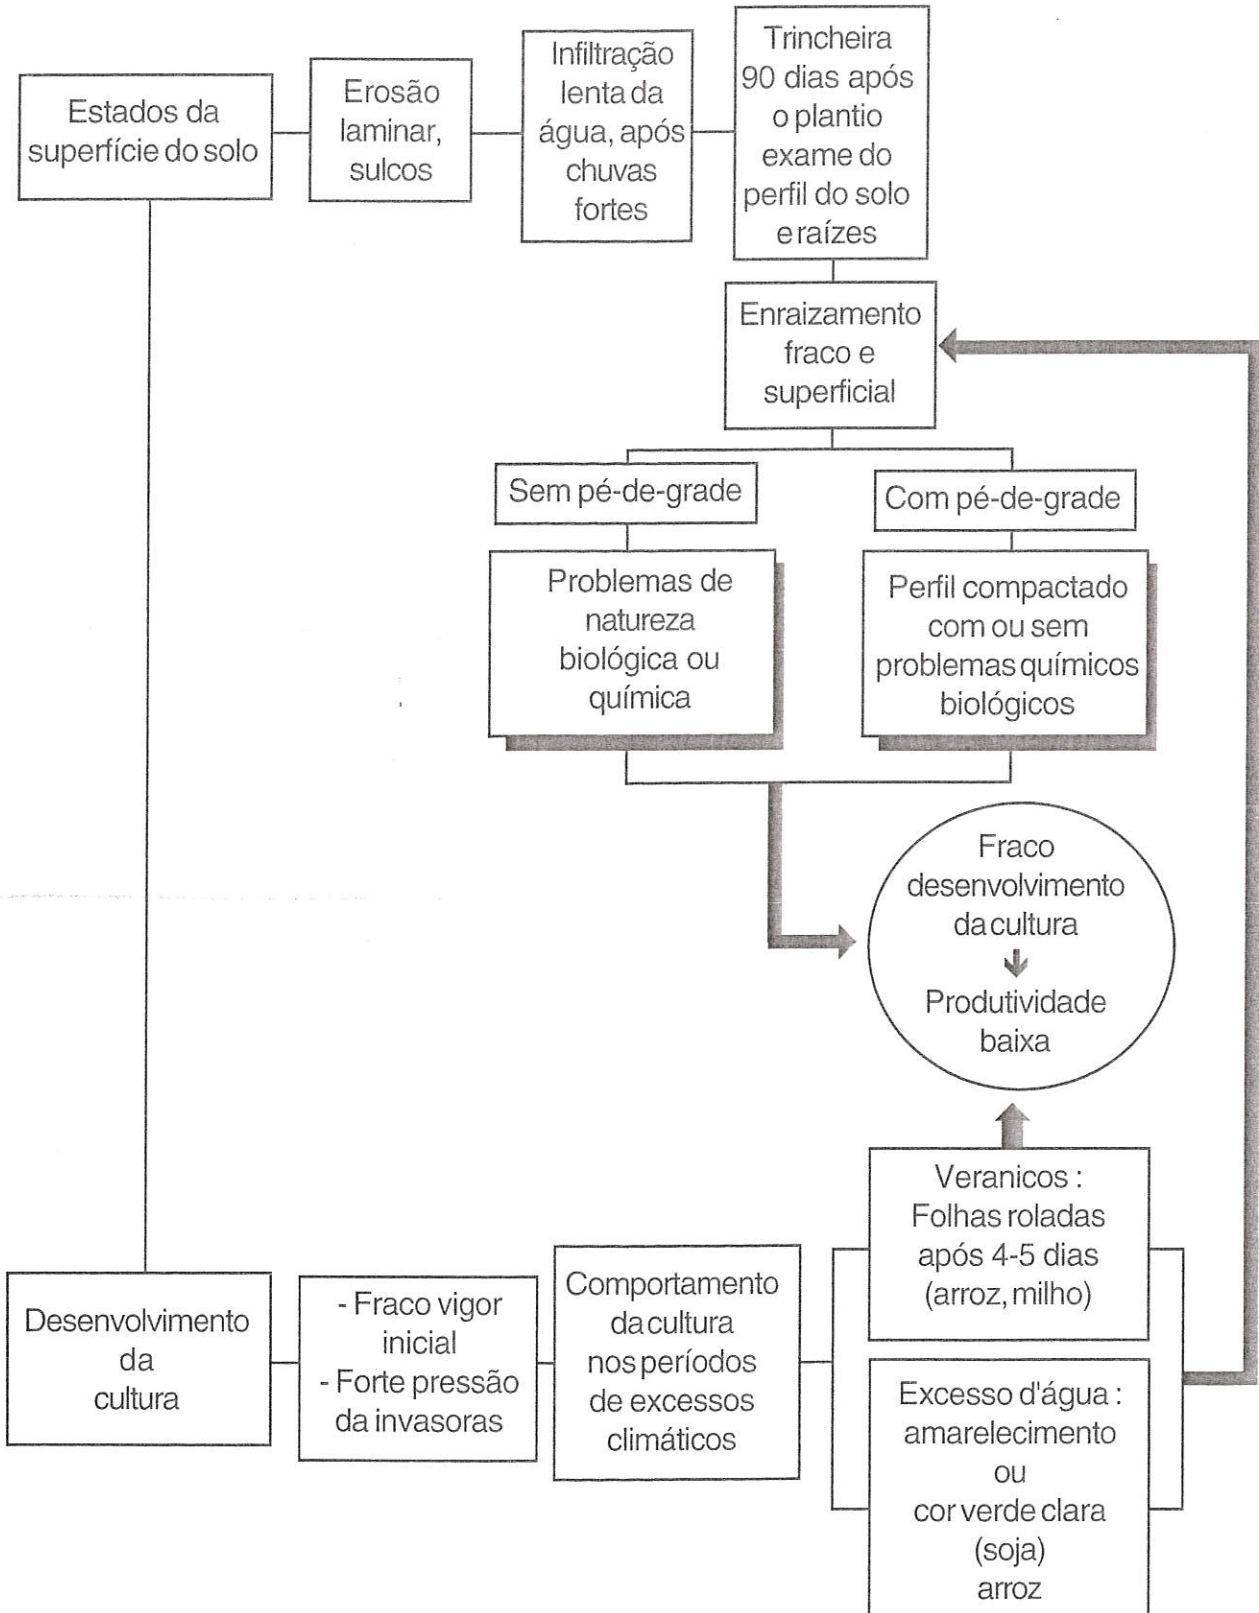 Estados da
superfície do solo
Erosão
laminar,
sulcos
Infiltração
lenta da
água, após
chuvas
fortes
Trincheira
90 dias após
o plantio
exame do
perfil do solo
e raízes
Enraizamento
fraco e
superficial
Sem pé-de-grade
Com pé-de-grade
Problemas de
natureza
biológica ou
química
Perfil compactado
com ou sem
problemas químicos
biológicos
Fraco
desenvolvimento
da cultura
Produtividade
baixa
Desenvolvimento
da
cultura
- Fraco vigor
inicial
- Forte pressão
da invasoras
Comportamento
da cultura
nos períodos
de excessos
climáticos
Veranicos :
Folhas roladas
após 4-5 dias
(arroz, milho)
Excesso d'água :
amarelecimento
ou
cor verde clara
(soja)
arroz